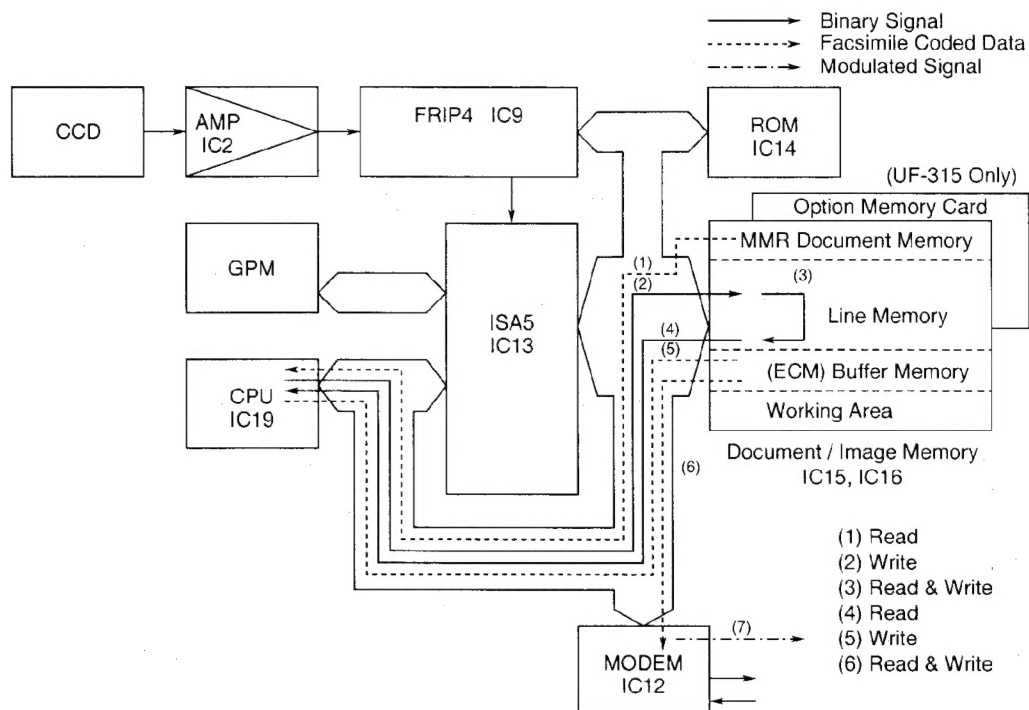 Binary Signal
Facsimile Coded Data
Modulated Signal
CCD
AMP
IC2
FRIP4 IC9
ROM
IC14
(UF-315 Only)
Option Memory Card
MMR Document Memory
GPM
ISA5
IC13
(1)
(2)
(3)
Line Memory
(4)
(5)
(ECM) Buffer Memory
Working Area
CPU
IC19
(6)
Document / Image Memory
IC15, IC16
(1) Read
(2) Write
(3) Read & Write
(4) Read
(5) Write
(6) Read & Write
(7)
MODEM
IC12